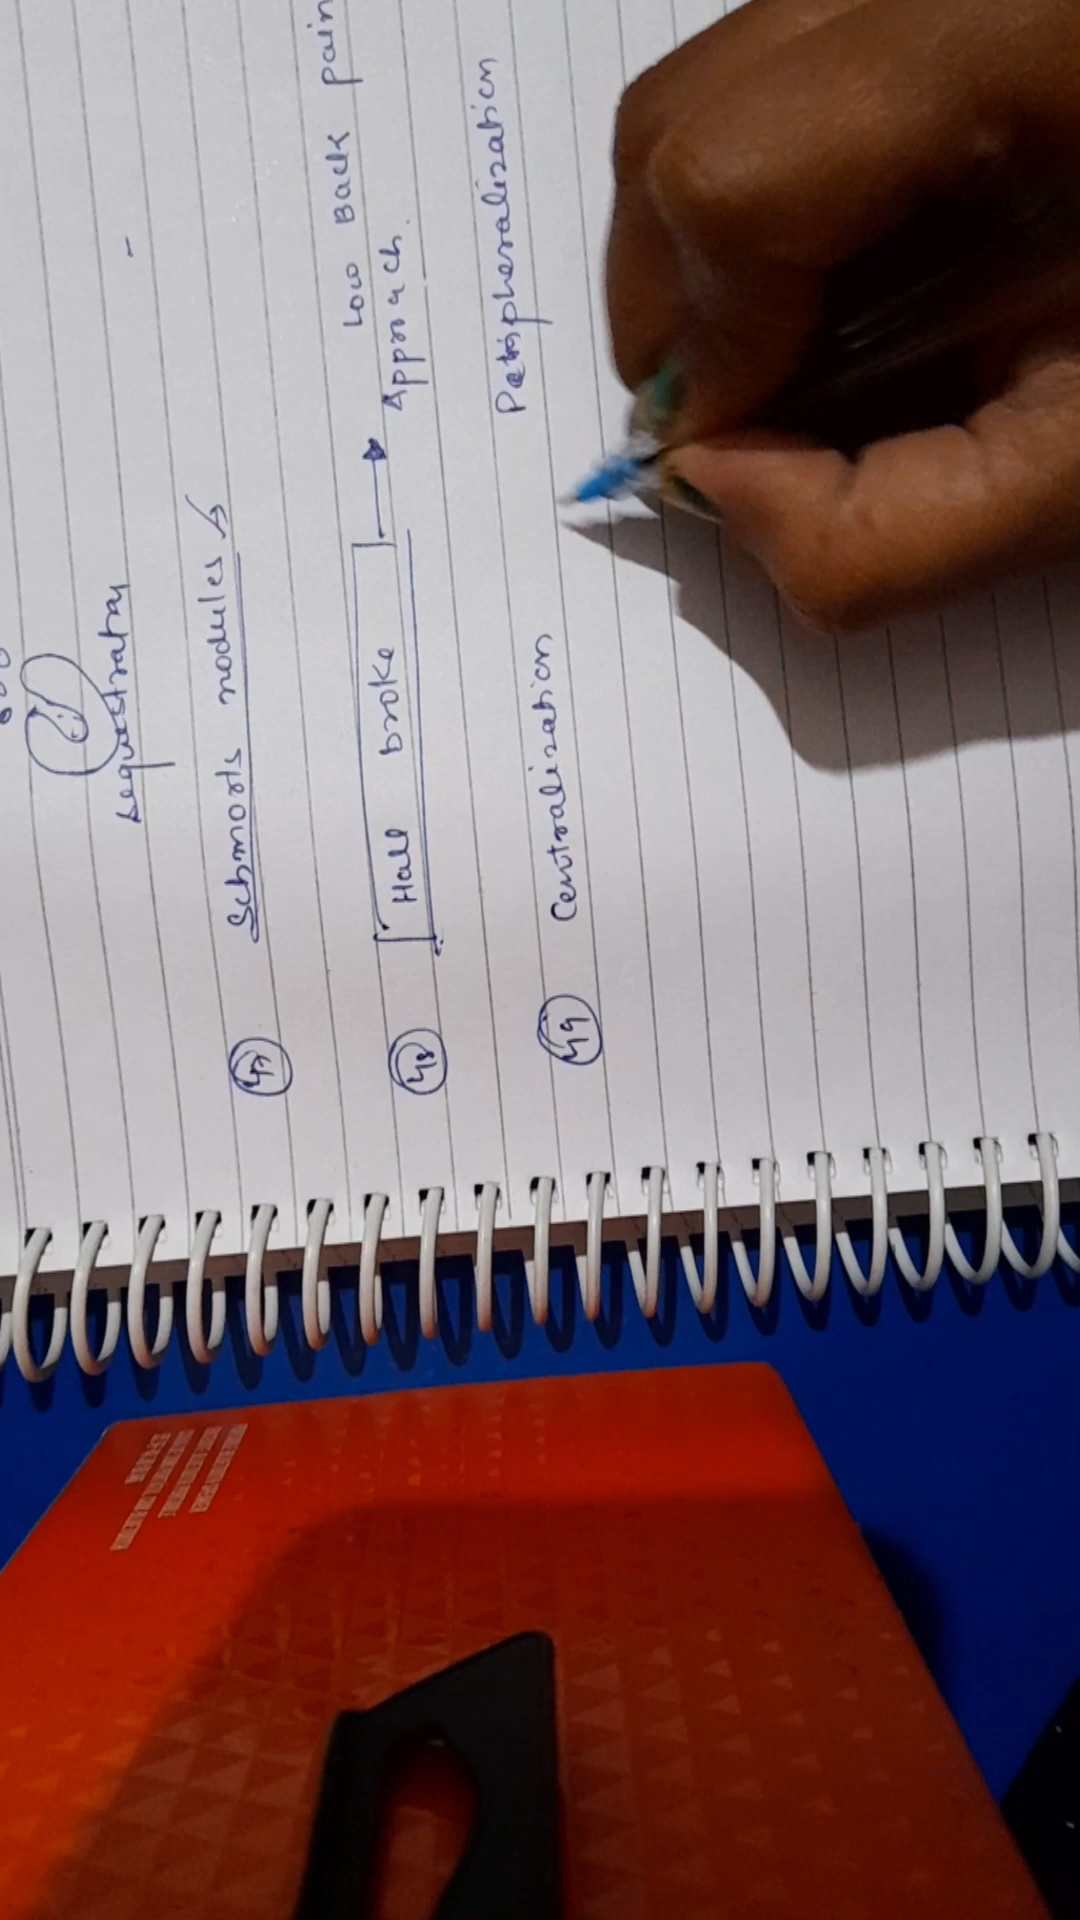 sequestration
47 Schmorls nodules
48 Hall broke → Low Back pain
Approach.
49 Centralization Peripheralization